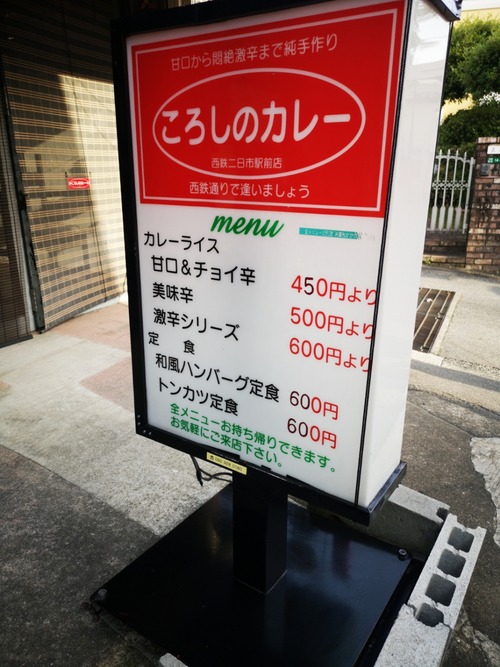 甘口から悶絶激辛まで純手作り
ころしのカレー
西鉄二日市駅前店
西鉄通りで逢いましょう
menu
カレーライス
甘口&チョイ辛 450円より
美味辛 500円より
激辛シリーズ 600円より
定 食
和風ハンバーグ定食 600円
トンカツ定食 600円
全メニューお持ち帰りできます。
お気軽にご来店下さい。